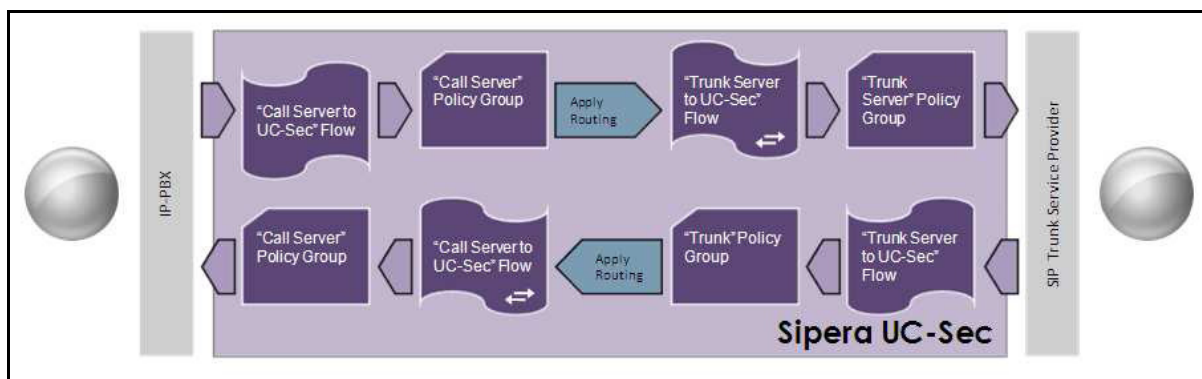 IP-PBX
“Call Server to
UC-Sec” Flow
“Call Server”
Policy Group
Apply
Routing
“Trunk Server
to UC-Sec”
Flow
“Trunk
Server” Policy
Group
SIP Trunk Service Provider
“Call Server”
Policy Group
“Call Server to
UC-Sec” Flow
Apply
Routing
“Trunk” Policy
Group
“Trunk Server
to UC-Sec”
Flow
Sipera UC-Sec